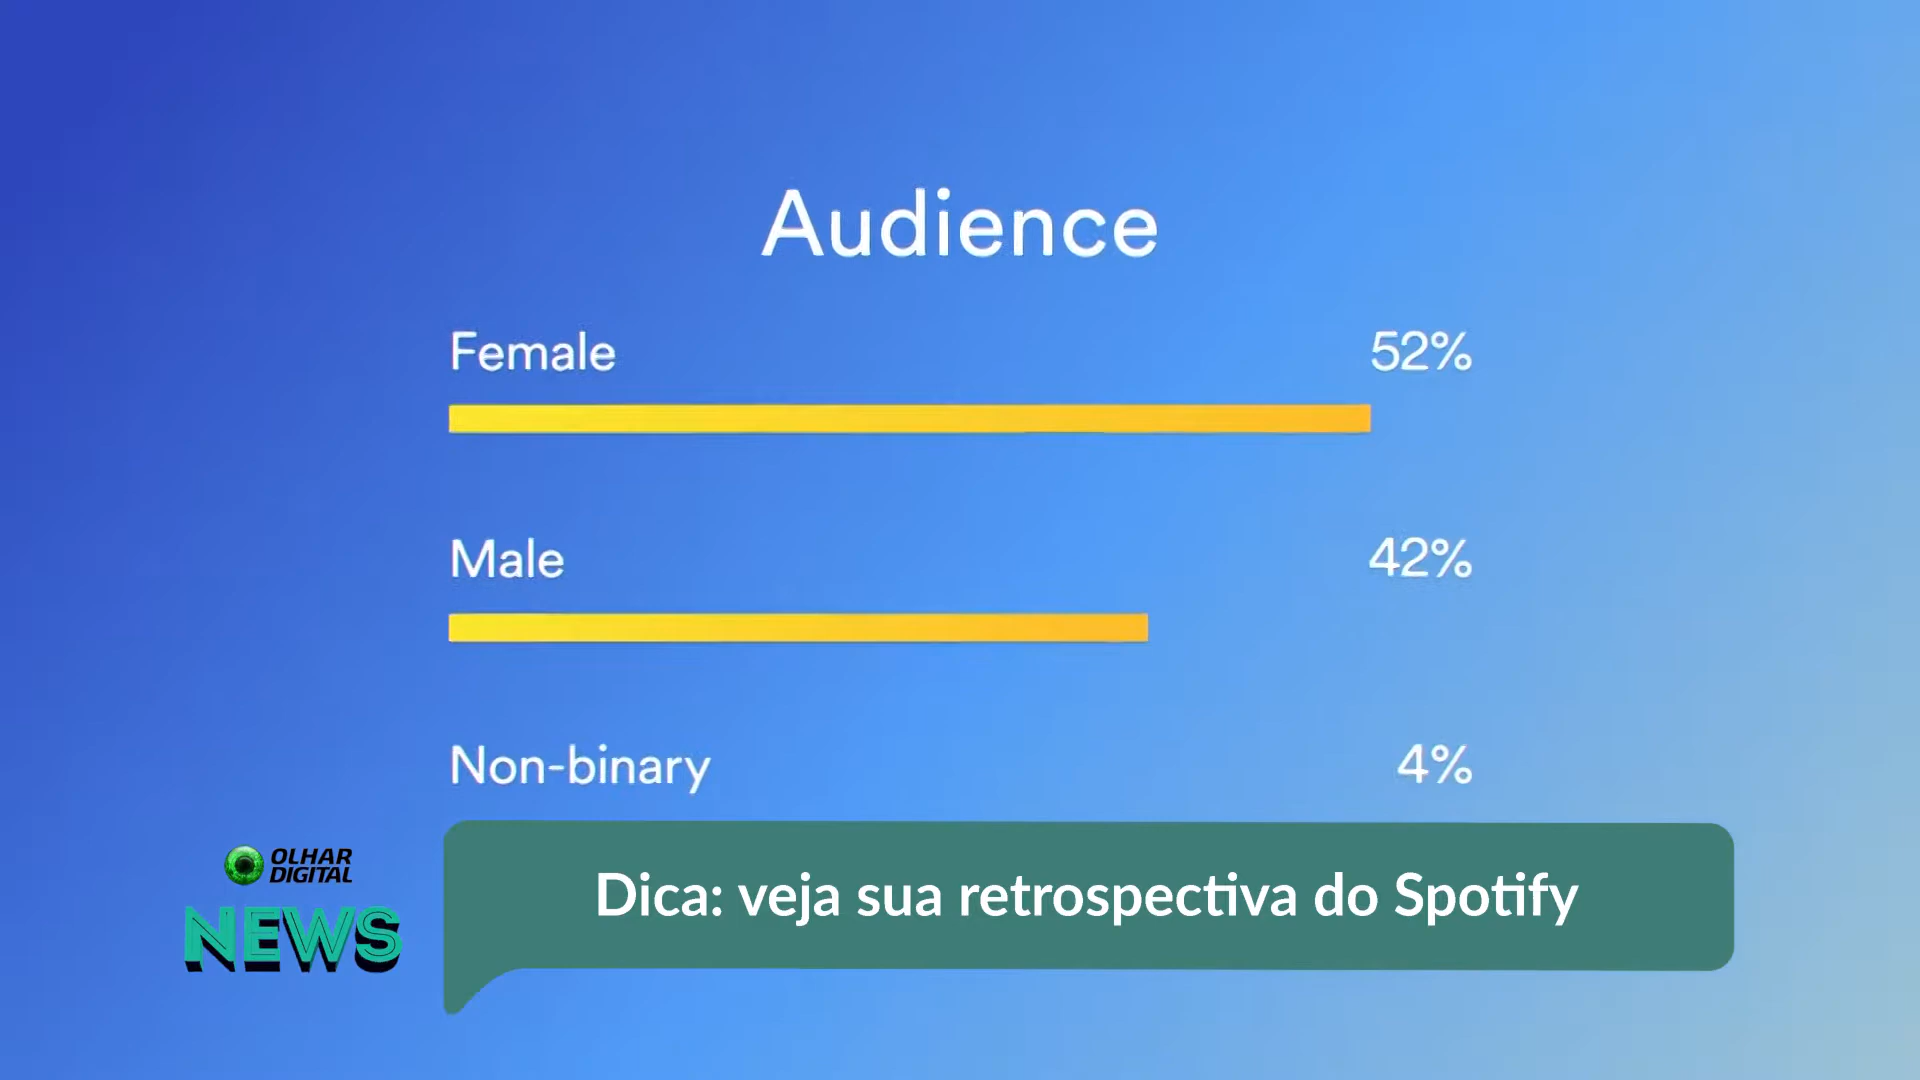 Audience
Female 52%
Male 42%
Non-binary 4%
OLHAR
DIGITAL
NEWS
Dica: veja sua retrospectiva do Spotify